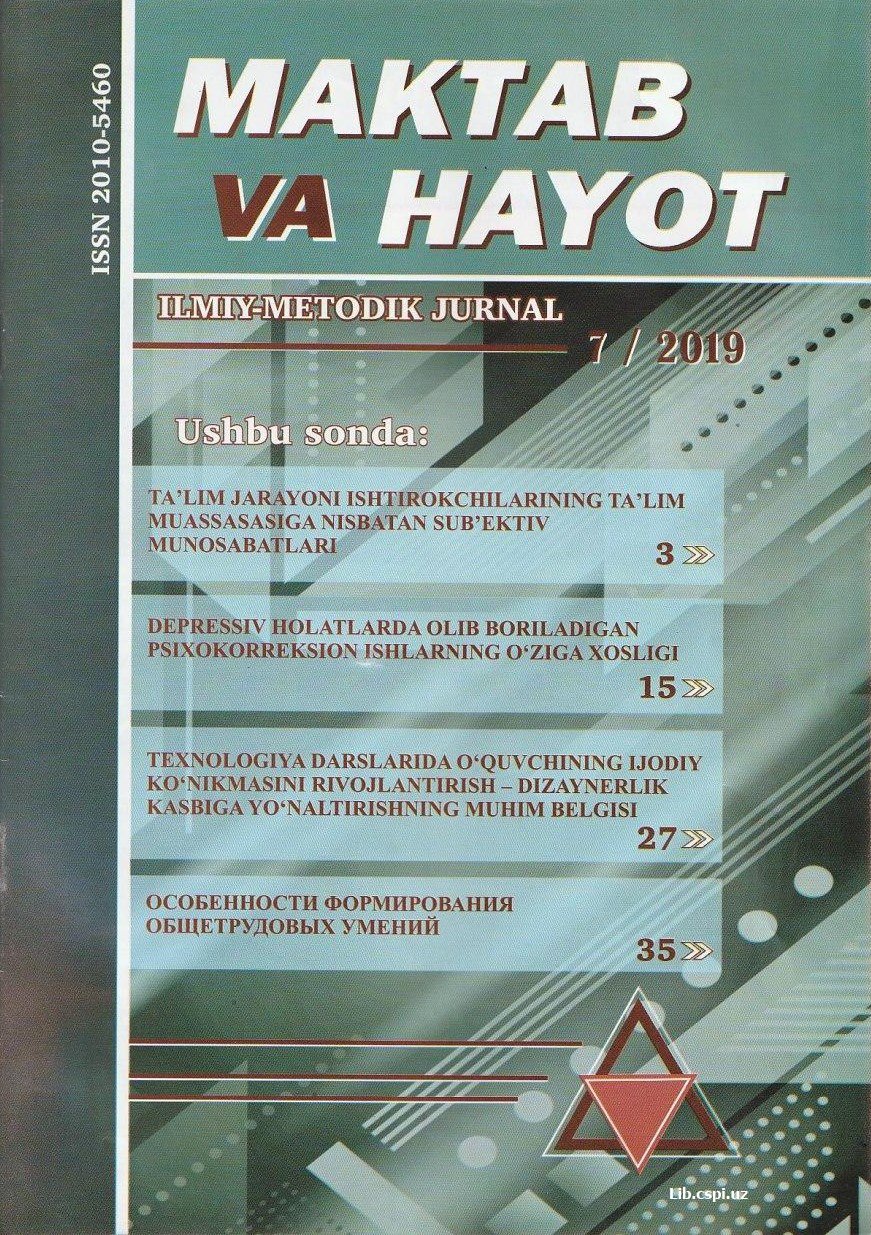 ISSN 2010-5460
MAKTAB
VA HAYOT
ILMIY-METODIK JURNAL
7 / 2019
Ushbu sonda:
TA’LIM JARAYONI ISHTIROKCHILARINING TA’LIM
MUASSASASIGA NISBATAN SUB’EKTIV
MUNOSABATLARI
3
DEPRESSIV HOLATLARDA OLIB BORILADIGAN
PSIXOKORREKSION ISHLARNING O‘ZIGA XOSLIGI
15
TEXNOLOGIYA DARSLARIDA O‘QUVCHINING IJODIY
KO‘NIKMASINI RIVOJLANTIRISH – DIZAYNERLIK
KASBIGA YO‘NALTIRISHNING MUHIM BELGISI
27
ОСОБЕННОСТИ ФОРМИРОВАНИЯ
ОБЩЕТРУДОВЫХ УМЕНИЙ
35
Lib.cspi.uz